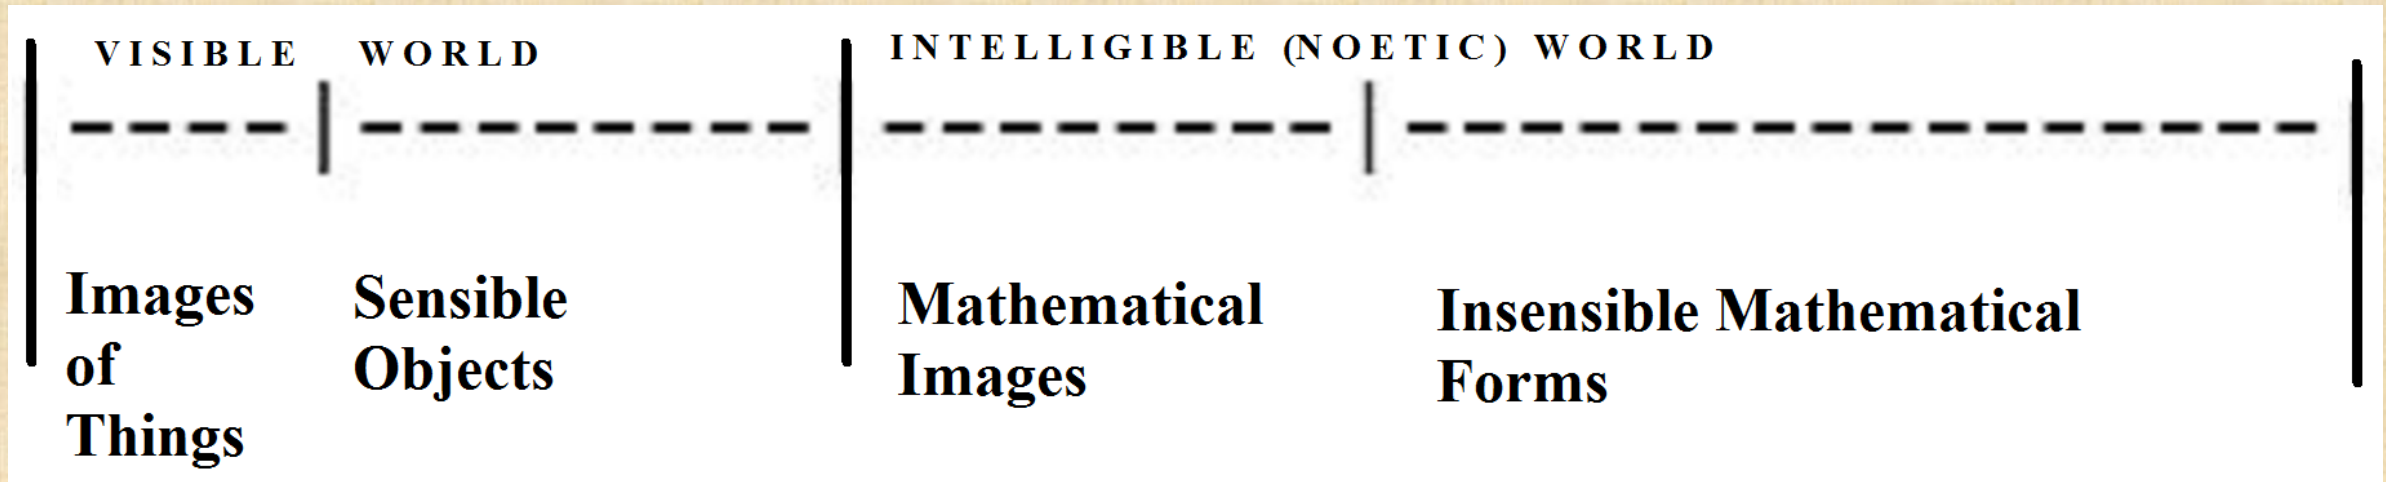 VISIBLE WORLD
INTELLIGIBLE (NOETIC) WORLD
Images
of
Things
Sensible
Objects
Mathematical
Images
Insensible Mathematical
Forms